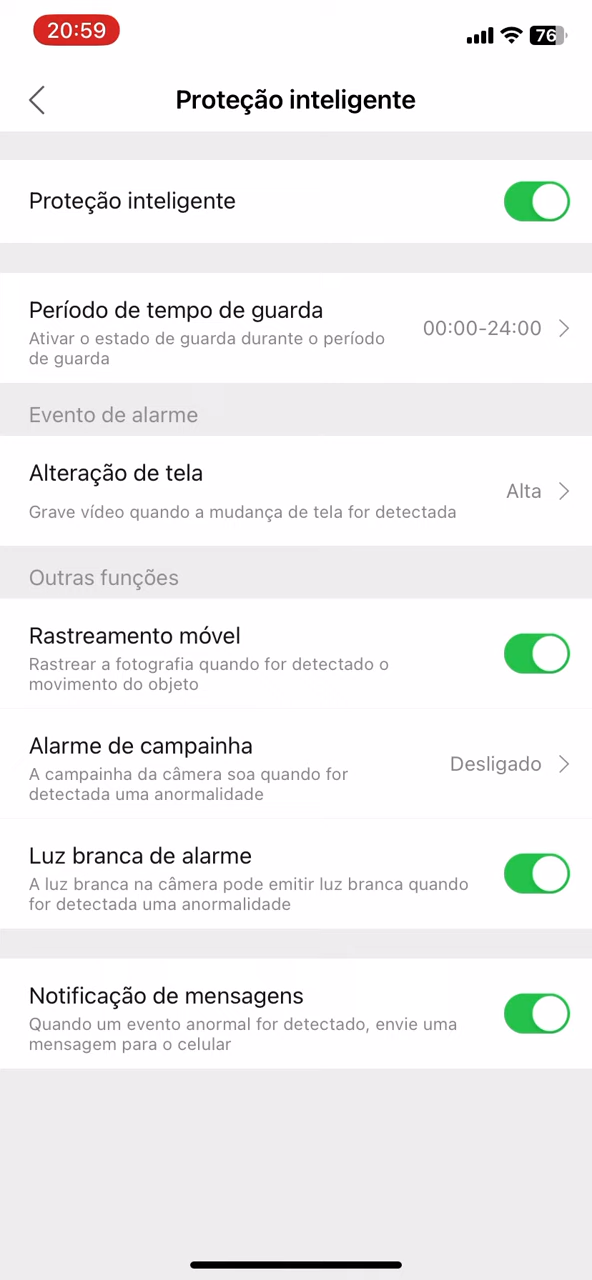 20:59
76
Proteção inteligente
Proteção inteligente
Período de tempo de guarda
Ativar o estado de guarda durante o período
de guarda
00:00-24:00
Evento de alarme
Alteração de tela
Grave vídeo quando a mudança de tela for detectada
Alta
Outras funções
Rastreamento móvel
Rastrear a fotografia quando for detectado o
movimento do objeto
Alarme de campainha
A campainha da câmera soa quando for
detectada uma anormalidade
Desligado
Luz branca de alarme
A luz branca na câmera pode emitir luz branca quando
for detectada uma anormalidade
Notificação de mensagens
Quando um evento anormal for detectado, envie uma
mensagem para o celular